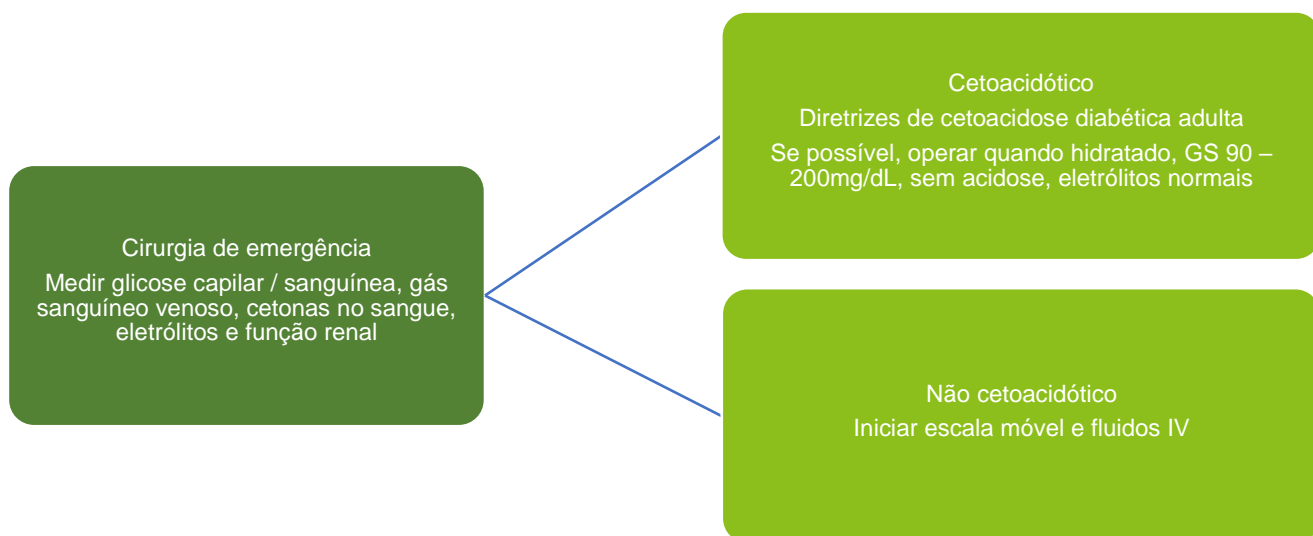 Cirurgia de emergência
Medir glicose capilar / sanguínea, gás
sanguíneo venoso, cetonas no sangue,
eletrólitos e função renal
Cetoacidótico
Diretrizes de cetoacidose diabética adulta
Se possível, operar quando hidratado, GS 90 –
200mg/dL, sem acidose, eletrólitos normais
Não cetoacidótico
Iniciar escala móvel e fluidos IV